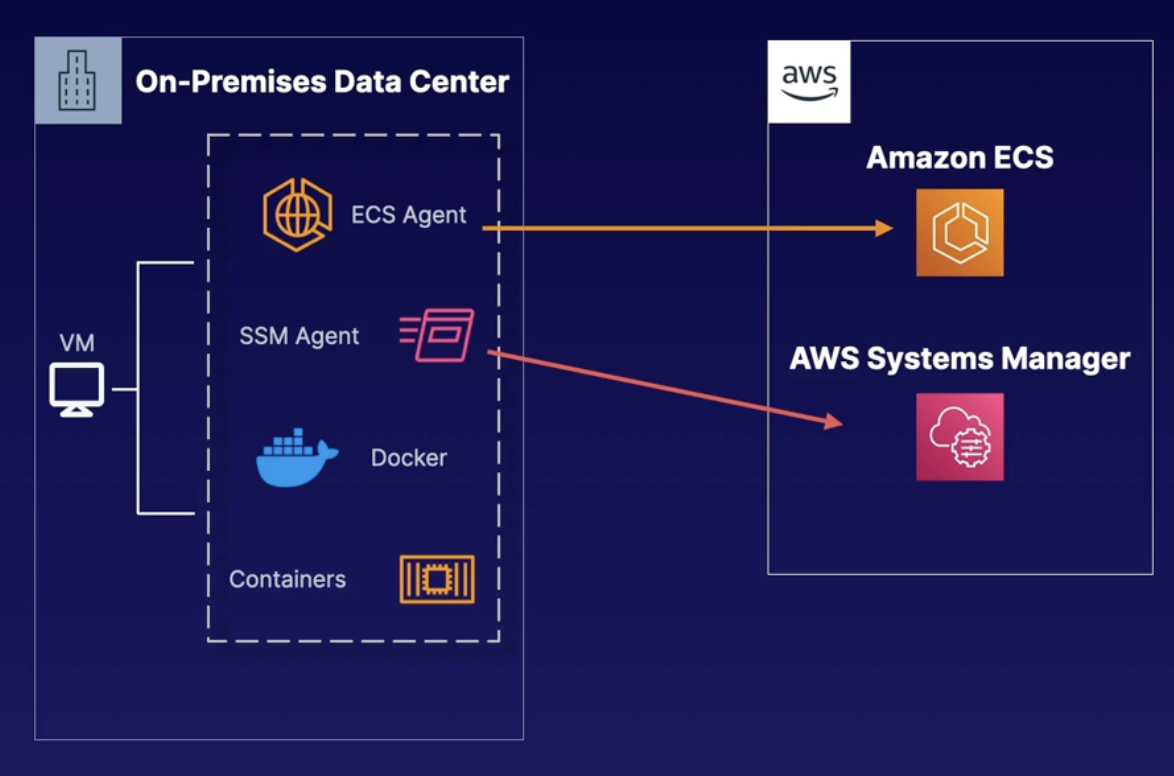 On-Premises Data Center
ECS Agent
SSM Agent
VM
Docker
Containers
aws
Amazon ECS
AWS Systems Manager